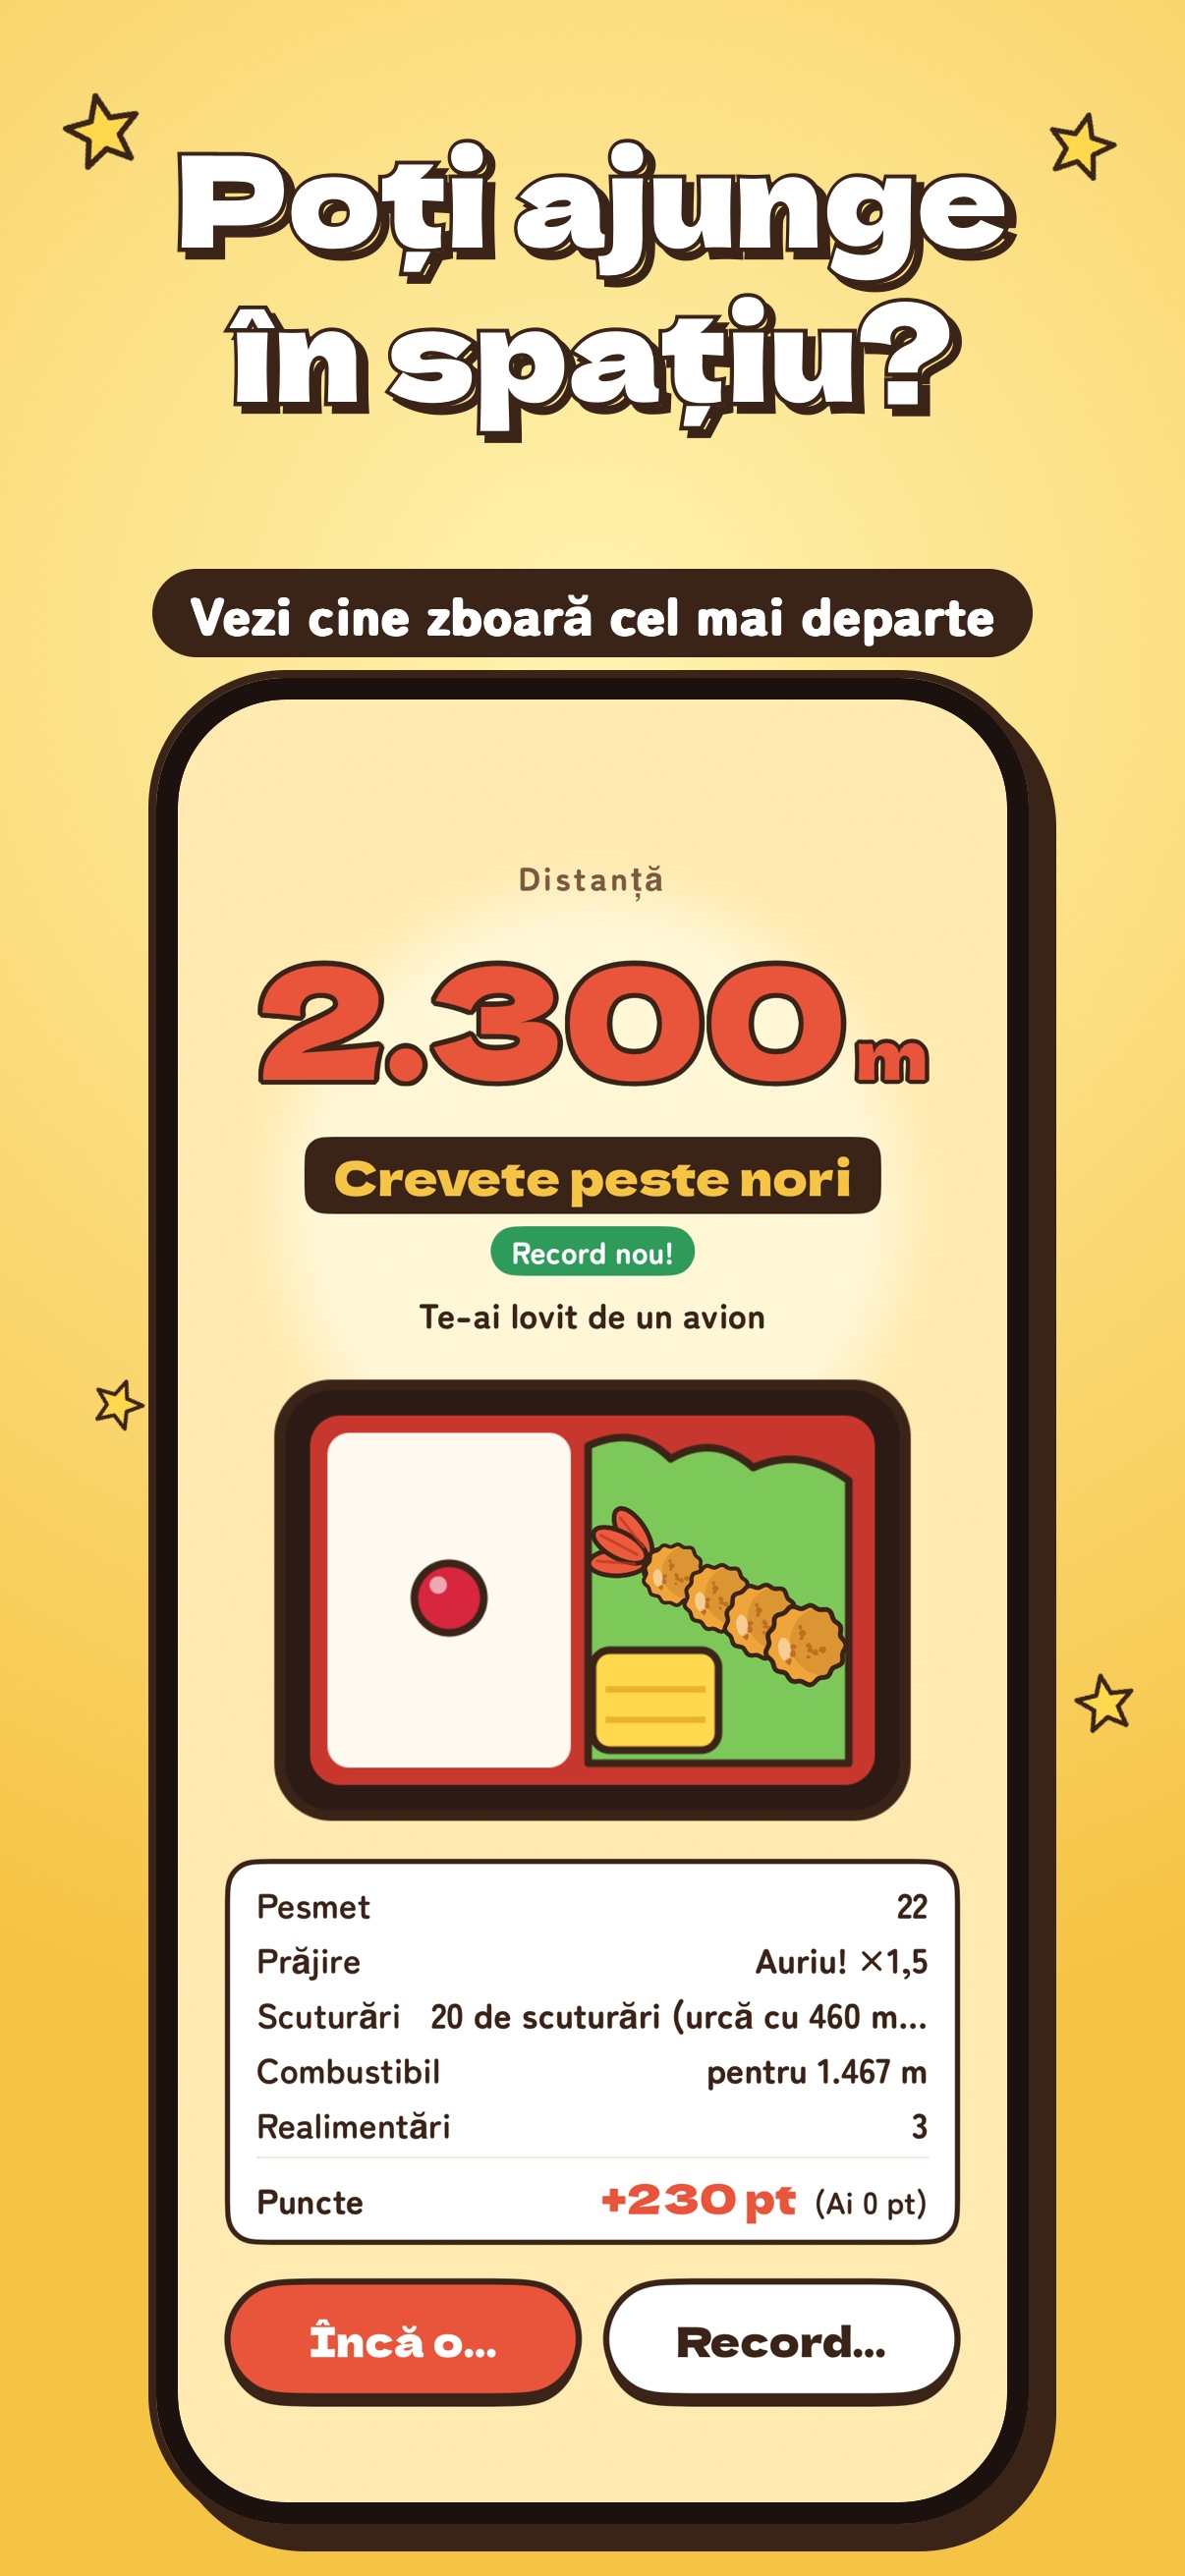 Poți ajunge
în spațiu?
Vezi cine zboară cel mai departe
Distanță
2.300 m
Crevete peste nori
Record nou!
Te-ai lovit de un avion
Pesmet 22
Prăjire Auriu! ×1,5
Scuturări 20 de scuturări (urcă cu 460 m...
Combustibil pentru 1.467 m
Realimentări 3
Puncte +230 pt (Ai 0 pt)
Încă o... Record...